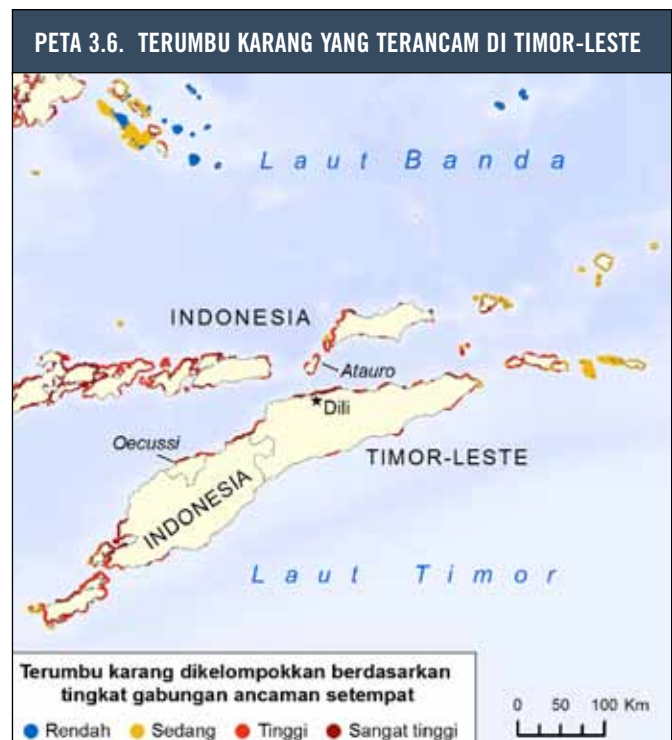 PETA 3.6. TERUMBU KARANG YANG TERANCAM DI TIMOR-LESTE
Laut Banda
INDONESIA
Atauro
Dili
Oecussi
TIMOR-LESTE
INDONESIA
Laut Timor
Terumbu karang dikelompokkan berdasarkan
tingkat gabungan ancaman setempat
Rendah Sedang Tinggi Sangat tinggi
0 50 100 Km